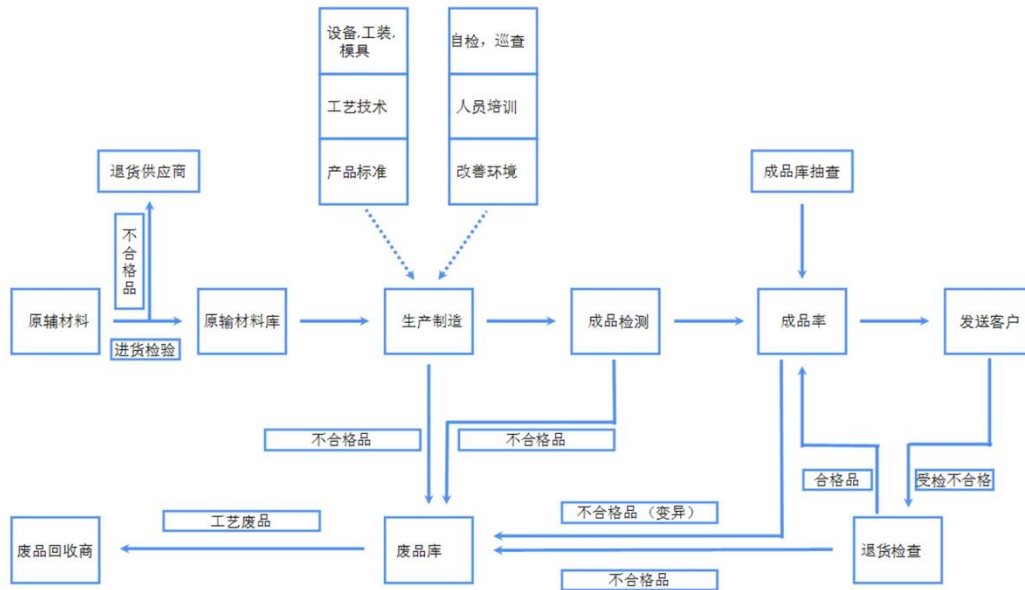 设备,工装,
模具
自检，巡查
工艺技术
人员培训
产品标准
改善环境
退货供应商
成品库抽查
不
合
格
品
原辅材料
进货检验
原输材料库
生产制造
成品检测
成品率
发送客户
不合格品
不合格品
合格品
受检不合格
工艺废品
不合格品（变异）
废品回收商
废品库
退货检查
不合格品